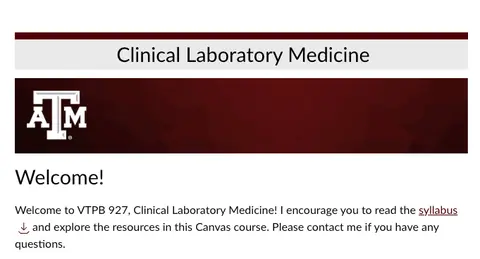 Clinical Laboratory Medicine
ATM
Welcome!
Welcome to VTPB 927, Clinical Laboratory Medicine! I encourage you to read the syllabus
and explore the resources in this Canvas course. Please contact me if you have any
questions.